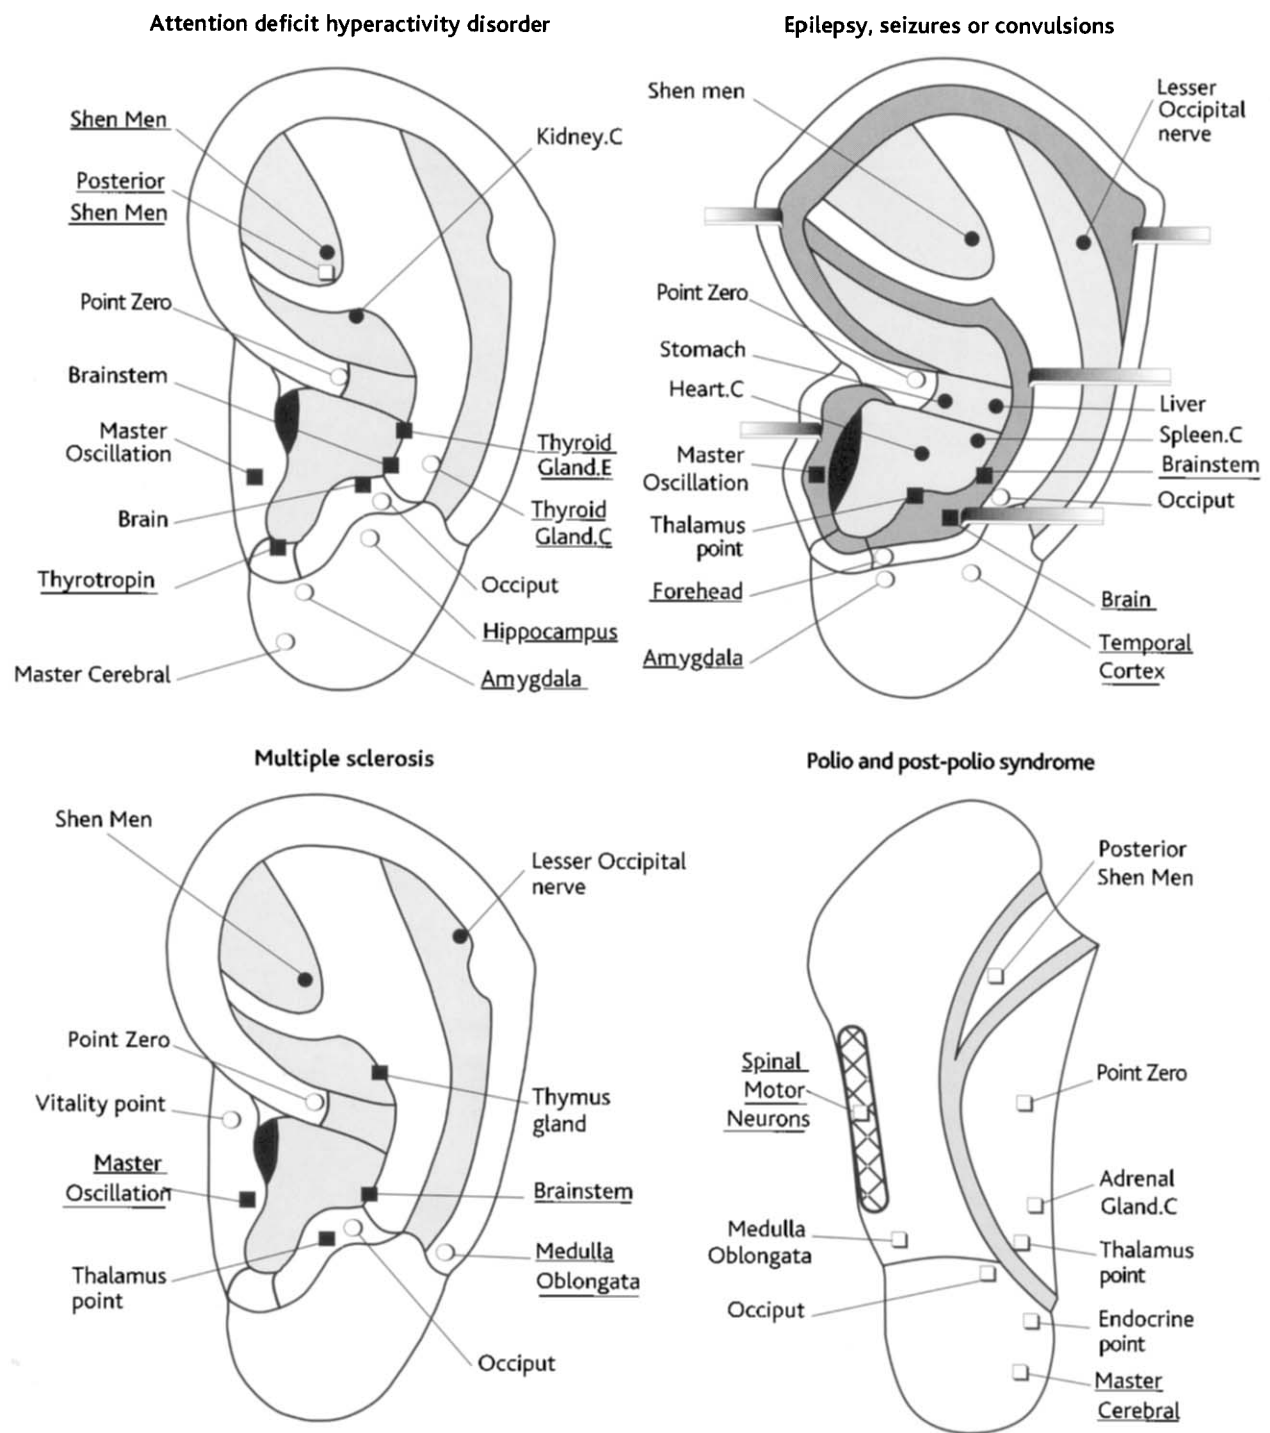 Attention deficit hyperactivity disorder
Shen Men
Posterior
Shen Men
Kidney.C
Point Zero
Brainstem
Master
Oscillation
Thyroid
Gland.E
Brain
Thyroid
Gland.C
Thyrotropin
Occiput
Hippocampus
Master Cerebral
Amygdala
Epilepsy, seizures or convulsions
Shen men
Lesser
Occipital
nerve
Point Zero
Stomach
Heart.C
Liver
Spleen.C
Master
Oscillation
Brainstem
Occiput
Thalamus
point
Forehead
Brain
Amygdala
Temporal
Cortex
Multiple sclerosis
Shen Men
Lesser Occipital
nerve
Point Zero
Vitality point
Thymus
gland
Master
Oscillation
Brainstem
Thalamus
point
Medulla
Oblongata
Occiput
Polio and post-polio syndrome
Posterior
Shen Men
Spinal
Motor
Neurons
Point Zero
Adrenal
Gland.C
Medulla
Oblongata
Thalamus
point
Occiput
Endocrine
point
Master
Cerebral